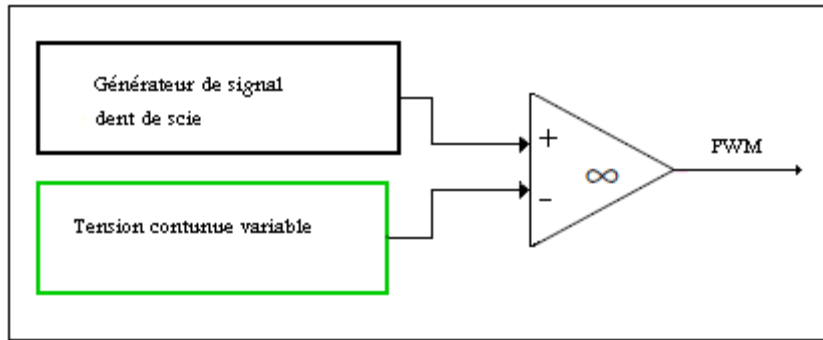 Générateur de signal
dent de scie
Tension contunue variable
+
−
∞
PWM